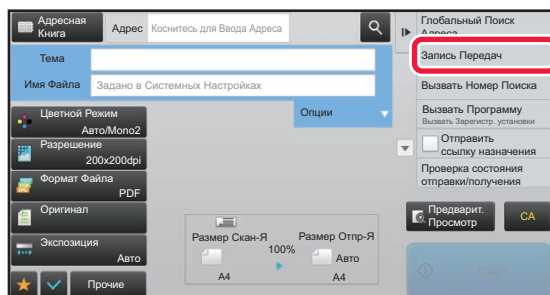 Адресная
Книга
Адрес
Коснитесь для Ввода Адреса
Тема
Имя Файла
Задано в Системных Настройках
Опции
Цветной Режим
Авто/Mono2
Разрешение
200x200dpi
Формат Файла
PDF
Оригинал
Экспозиция
Авто
Прочие
Размер Скан-Я
100%
Размер Отпр-Я
Авто
A4
A4
Глобальный Поиск
Адреса
Запись Передач
Вызвать Номер Поиска
Вызвать Программу
Вызвать Зарегистр. установки
Отправить
ссылку назначения
Проверка состояния
отправки/получения
Предварит.
Просмотр
CA
Старт